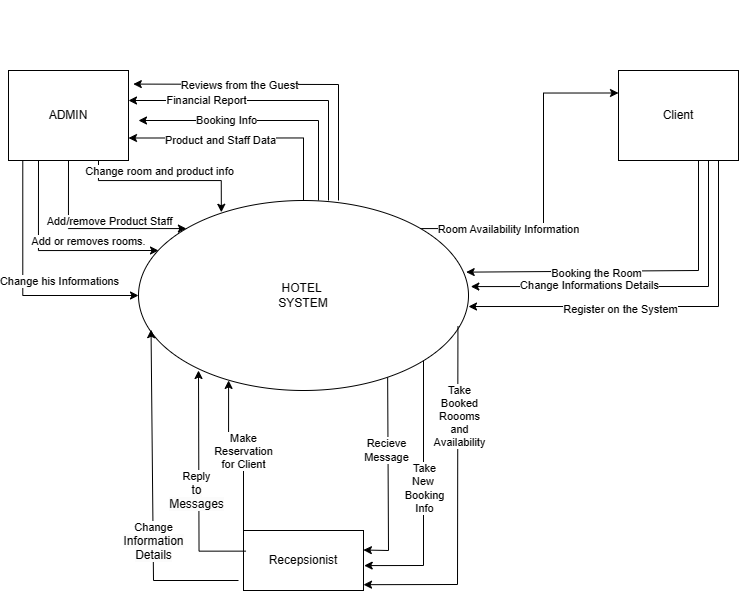 Reviews from the Guest
Financial Report
ADMIN
Client
Booking Info
Product and Staff Data
Change room and product info
Add/remove Product Staff
Room Availability Information
Add or removes rooms.
Booking the Room
Change his Informations
Change Informations Details
HOTEL
SYSTEM
Register on the System
Take
Booked
Roooms
and
Availability
Make
Reservation
for Client
Recieve
Message
Take
New
Booking
Info
Reply
to
Messages
Change
Information
Details
Recepsionist